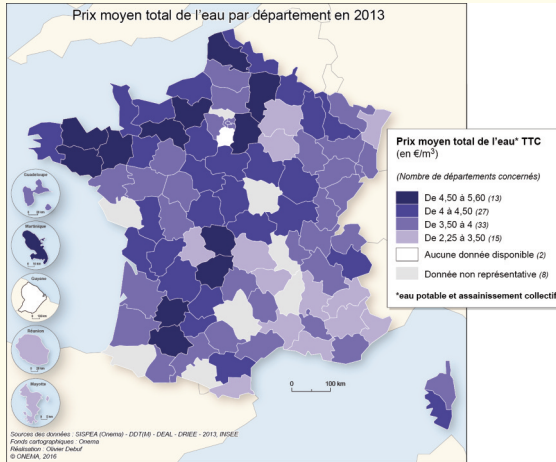 Prix moyen total de l'eau par département en 2013
Prix moyen total de l'eau* TTC
(en €/m³)
(Nombre de départements concernés)
De 4,50 à 5,60 (13)
De 4 à 4,50 (27)
De 3,50 à 4 (33)
De 2,25 à 3,50 (15)
Aucune donnée disponible (2)
Donnée non représentative (8)
*eau potable et assainissement collectif
Guadeloupe
Martinique
Guyane
Réunion
Mayotte
0 100 km
Sources des données : SISPEA (Onema) - DDT(M) - DEAL - DRIEE - 2013, INSEE
Fonds cartographiques : Onema
Réalisation : Olivier Debuf
© ONEMA, 2016